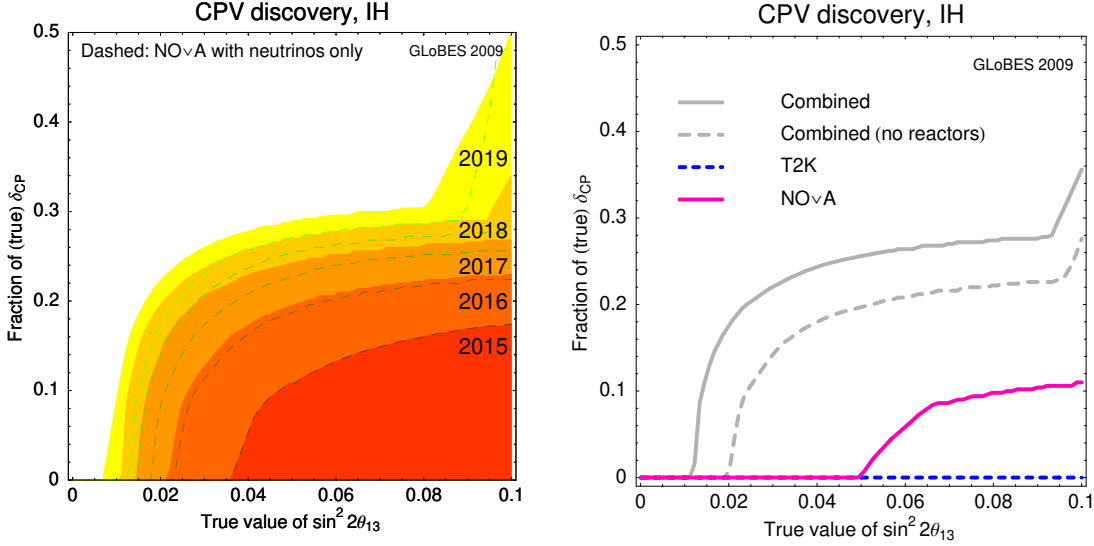 CPV discovery, IH
Dashed: NOνA with neutrinos only
GLoBES 2009
0.5
0.4
0.3
0.2
0.1
0
Fraction of (true) δCP
2019
2018
2017
2016
2015
0 0.02 0.04 0.06 0.08 0.1
True value of sin² 2θ₁₃
CPV discovery, IH
GLoBES 2009
Combined
Combined (no reactors)
T2K
NOνA
0.5
0.4
0.3
0.2
0.1
0
Fraction of (true) δCP
0 0.02 0.04 0.06 0.08 0.1
True value of sin² 2θ₁₃